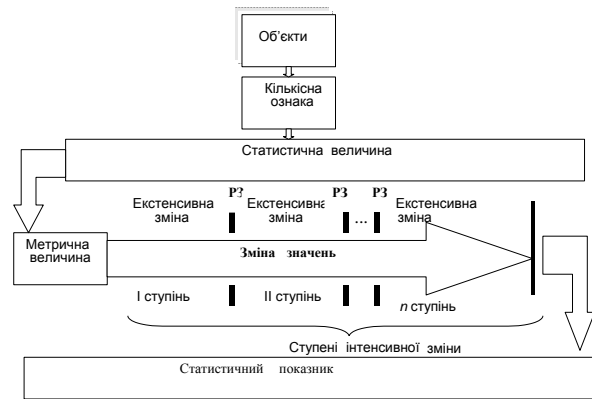 Об’єкти
Кількісна
ознака
Статистична величина
РЗ РЗ РЗ
Екстенсивна
зміна
Екстенсивна
зміна
...
Екстенсивна
зміна
Метрична
величина
Зміна значень
I ступінь
II ступінь
n ступінь
Ступені інтенсивної зміни
Статистичний показник